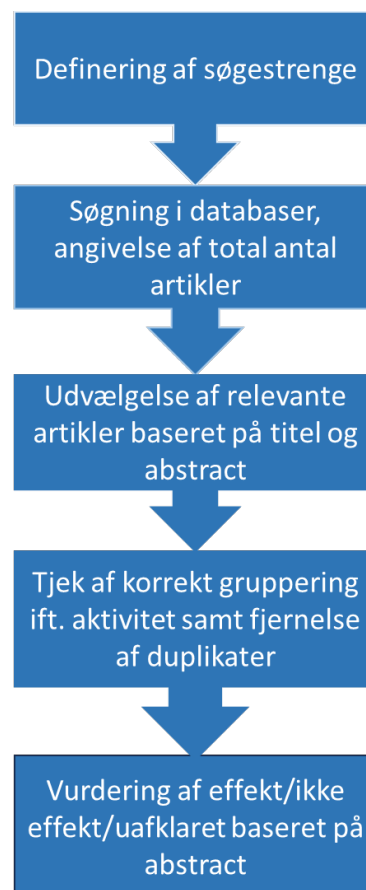 Definering af søgestrenge
Søgning i databaser,
angivelse af total antal
artikler
Udvælgelse af relevante
artikler baseret på titel og
abstract
Tjek af korrekt gruppering
ift. aktivitet samt fjernelse
af duplikater
Vurdering af effekt/ikke
effekt/uafklaret baseret på
abstract